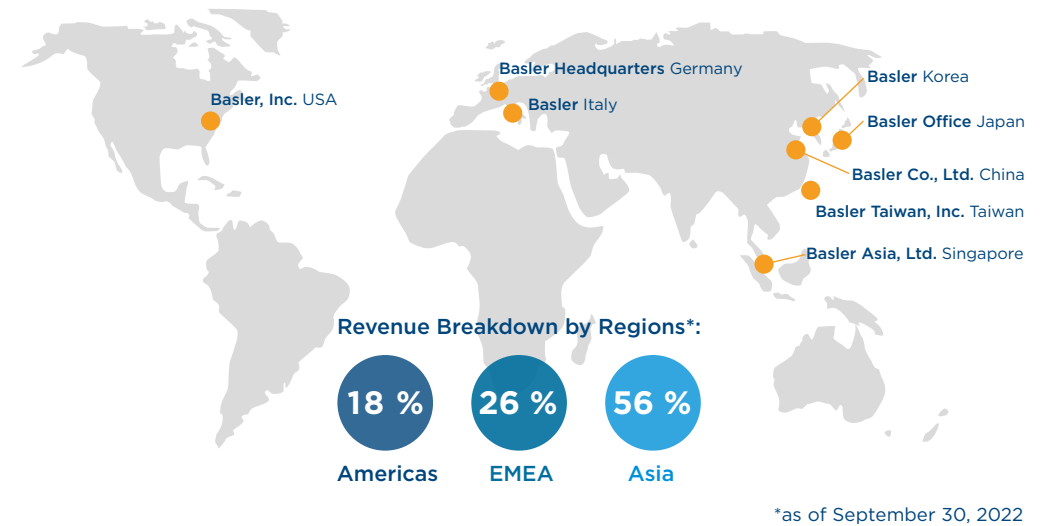 Basler Headquarters Germany
Basler Korea
Basler, Inc. USA
Basler Italy
Basler Office Japan
Basler Co., Ltd. China
Basler Taiwan, Inc. Taiwan
Basler Asia, Ltd. Singapore
Revenue Breakdown by Regions*:
18 % 26 % 56 %
Americas EMEA Asia
*as of September 30, 2022